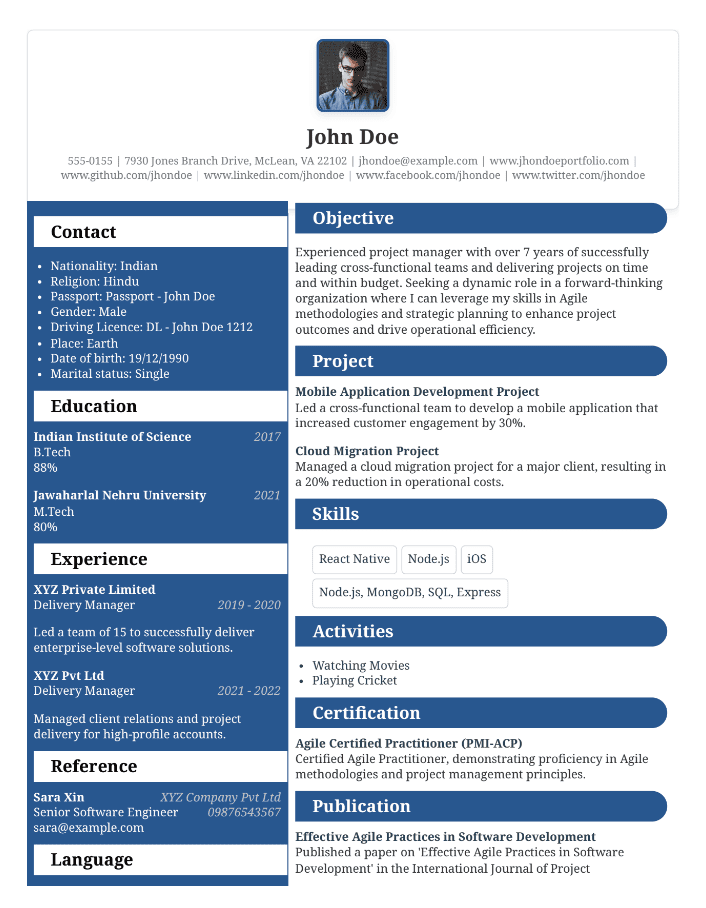 John Doe
555-0155 | 7930 Jones Branch Drive, McLean, VA 22102 | jhondoe@example.com | www.jhondoeportfolio.com |
www.github.com/jhondoe | www.linkedin.com/jhondoe | www.facebook.com/jhondoe | www.twitter.com/jhondoe
Contact
• Nationality: Indian
• Religion: Hindu
• Passport: Passport - John Doe
• Gender: Male
• Driving Licence: DL - John Doe 1212
• Place: Earth
• Date of birth: 19/12/1990
• Marital status: Single
Education
Indian Institute of Science 2017
B.Tech
88%
Jawaharlal Nehru University 2021
M.Tech
80%
Experience
XYZ Private Limited
Delivery Manager 2019 - 2020
Led a team of 15 to successfully deliver
enterprise-level software solutions.
XYZ Pvt Ltd
Delivery Manager 2021 - 2022
Managed client relations and project
delivery for high-profile accounts.
Reference
Sara Xin XYZ Company Pvt Ltd
Senior Software Engineer 09876543567
sara@example.com
Language
Objective
Experienced project manager with over 7 years of successfully
leading cross-functional teams and delivering projects on time
and within budget. Seeking a dynamic role in a forward-thinking
organization where I can leverage my skills in Agile
methodologies and strategic planning to enhance project
outcomes and drive operational efficiency.
Project
Mobile Application Development Project
Led a cross-functional team to develop a mobile application that
increased customer engagement by 30%.
Cloud Migration Project
Managed a cloud migration project for a major client, resulting in
a 20% reduction in operational costs.
Skills
React Native Node.js iOS
Node.js, MongoDB, SQL, Express
Activities
• Watching Movies
• Playing Cricket
Certification
Agile Certified Practitioner (PMI-ACP)
Certified Agile Practitioner, demonstrating proficiency in Agile
methodologies and project management principles.
Publication
Effective Agile Practices in Software Development
Published a paper on 'Effective Agile Practices in Software
Development' in the International Journal of Project